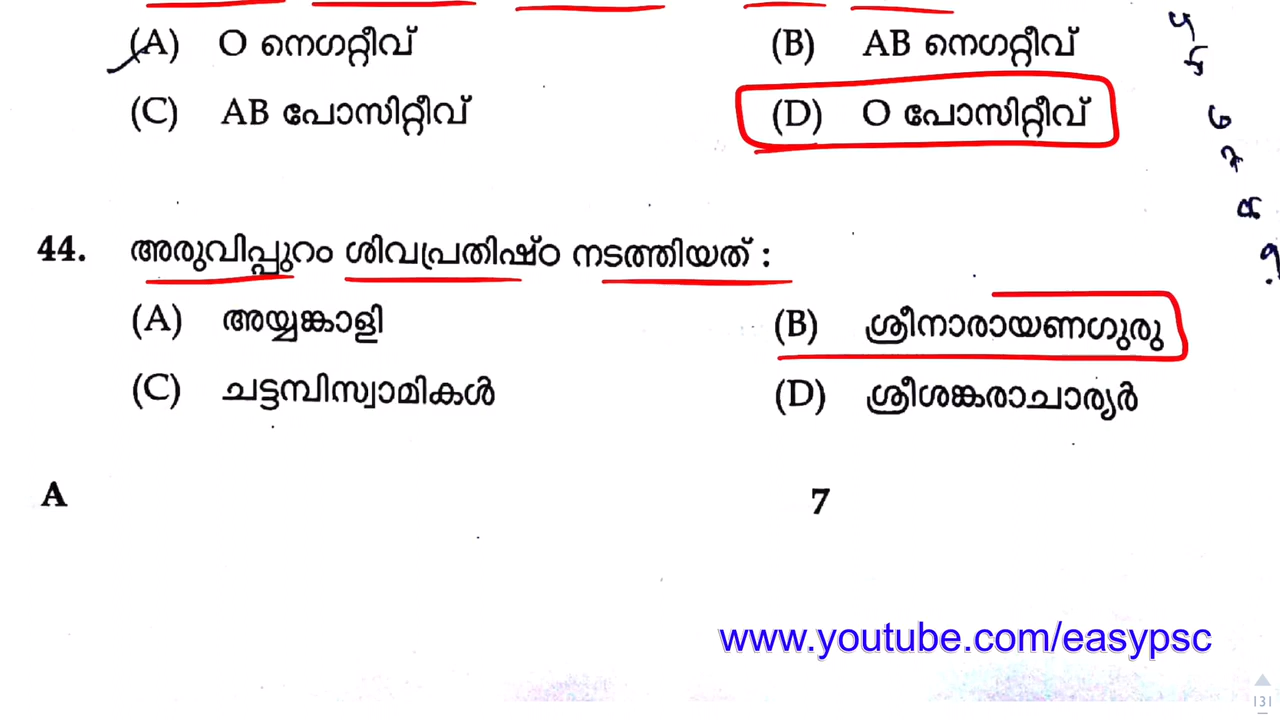 (A) O നെഗറ്റീവ് (B) AB നെഗറ്റീവ്
(C) AB പോസിറ്റീവ് (D) O പോസിറ്റീവ്
44. അരുവിപ്പുറം ശിവപ്രതിഷ്ഠ നടത്തിയത് :
(A) അയ്യങ്കാളി (B) ശ്രീനാരായണഗുരു
(C) ചട്ടമ്പിസ്വാമികൾ (D) ശ്രീശങ്കരാചാര്യർ
A 7
www.youtube.com/easypsc
131